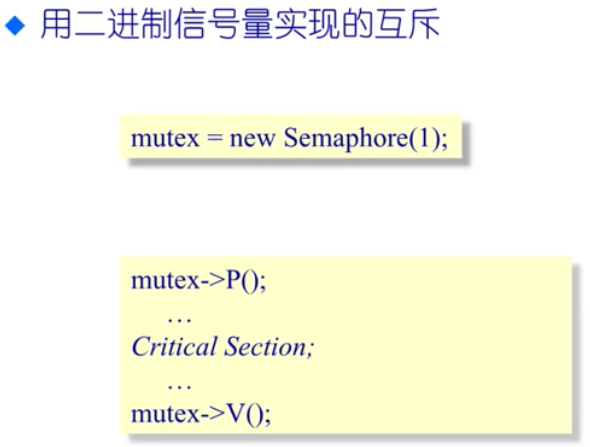 用二进制信号量实现的互斥
mutex = new Semaphore(1);
mutex->P();
…
Critical Section;
…
mutex->V();